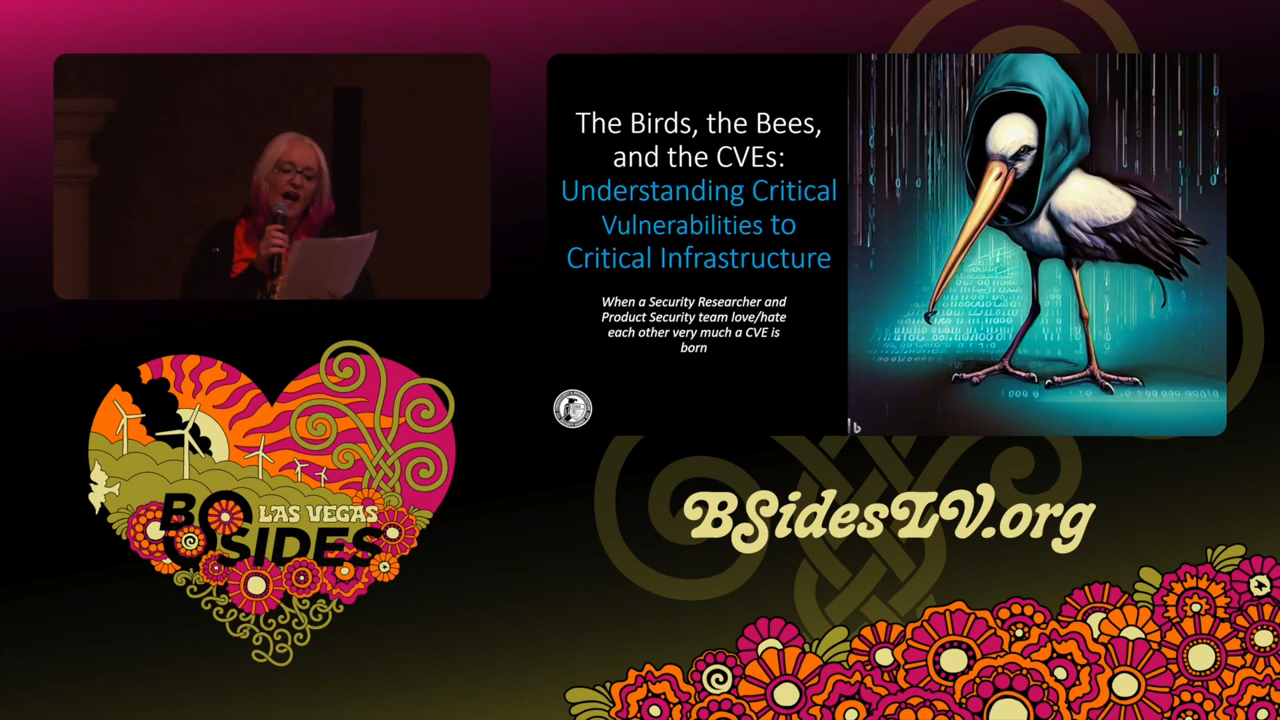 The Birds, the Bees,
and the CVEs:
Understanding Critical
Vulnerabilities to
Critical Infrastructure
When a Security Researcher and
Product Security team love/hate
each other very much a CVE is
born
LAS VEGAS
BSIDES
BSidesLV.org